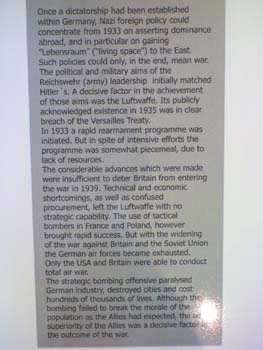 Once a dictatorship had been established
within Germany, Nazi foreign policy could
concentrate from 1933 on asserting dominance
abroad, and in particular on gaining
"Lebensraum" ("living space") to the East.
Such policies could only, in the end, mean war.
The political and military aims of the
Reichswehr (army) leadership initially matched
Hitler´s. A decisive factor in the achievement
of those aims was the Luftwaffe. Its publicly
acknowledged existence in 1935 was in clear
breach of the Versailles Treaty.
In 1933 a rapid rearmament programme was
initiated. But in spite of intensive efforts the
programme was somewhat piecemeal, due to
lack of resources.
The considerable advances which were made
were insufficient to deter Britain from entering
the war in 1939. Technical and economic
shortcomings, as well as confused
procurement, left the Luftwaffe with no
strategic capability. The use of tactical
bombers in France and Poland, however
brought rapid success. But with the widening
of the war against Britain and the Soviet Union
the German air forces became exhausted.
Only the USA and Britain were able to conduct
total air war.
The strategic bombing offensive paralysed
German industry, destroyed cities and cost
hundreds of thousands of lives. Although the
bombing failed to break the morale of the
population as the Allies had expected, the
superiority of the Allies was a decisive factor
the outcome of the war.